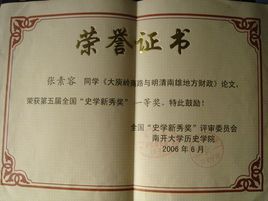 荣誉证书
张素容 同学《大庾岭商路与明清南雄地方财政》论文，
荣获第五届全国“史学新秀奖”一等奖。特此鼓励！
全国“史学新秀奖”评审委员会
南开大学历史学院
2006年6月